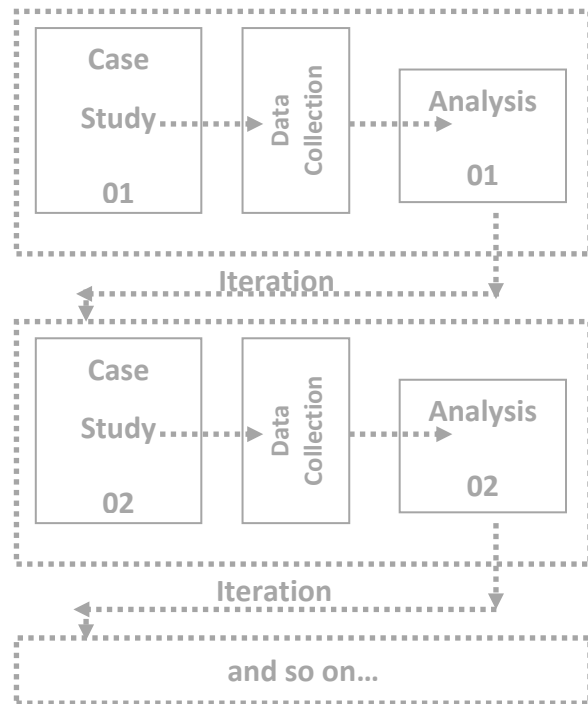 Case
Study
01
Data
Collection
Analysis
01
Iteration
Case
Study
02
Data
Collection
Analysis
02
Iteration
and so on…